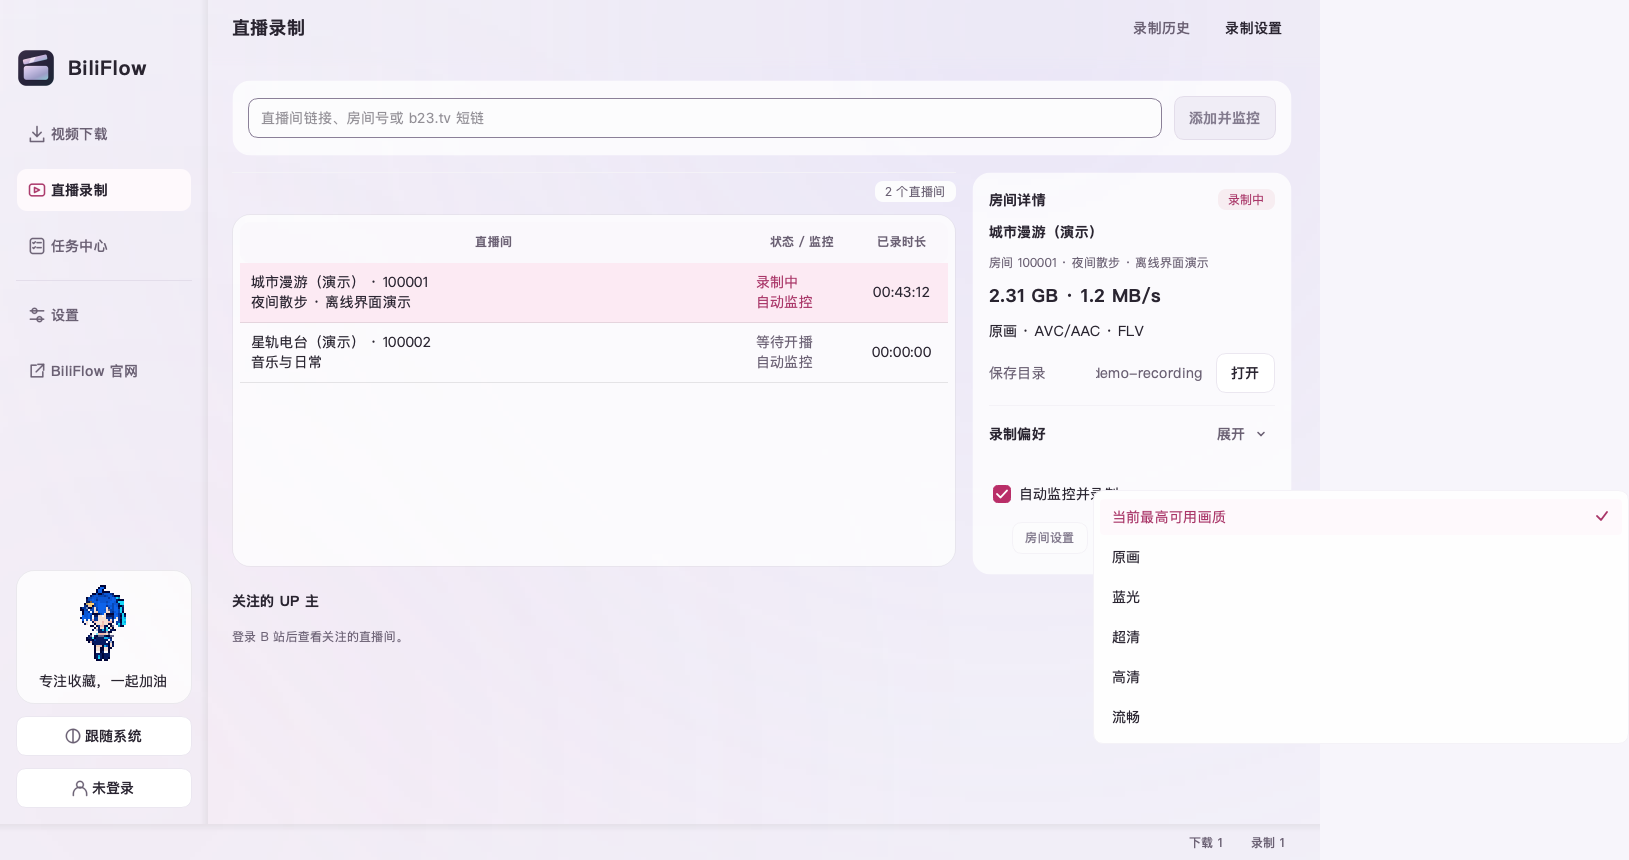 BiliFlow
视频下载
直播录制
任务中心
设置
BiliFlow 官网
专注收藏，一起加油
跟随系统
未登录
直播录制
录制历史
录制设置
直播间链接、房间号或 b23.tv 短链
添加并监控
2 个直播间
直播间
状态 / 监控
已录时长
城市漫游（演示） · 100001
夜间散步 · 离线界面演示
录制中
自动监控
00:43:12
星轨电台（演示） · 100002
音乐与日常
等待开播
自动监控
00:00:00
关注的 UP 主
登录 B 站后查看关注的直播间。
房间详情
录制中
城市漫游（演示）
房间 100001 · 夜间散步 · 离线界面演示
2.31 GB · 1.2 MB/s
原画 · AVC/AAC · FLV
保存目录
demo-recording
打开
录制偏好
展开
自动监控并录制
房间设置
当前最高可用画质
原画
蓝光
超清
高清
流畅
下载 1
录制 1